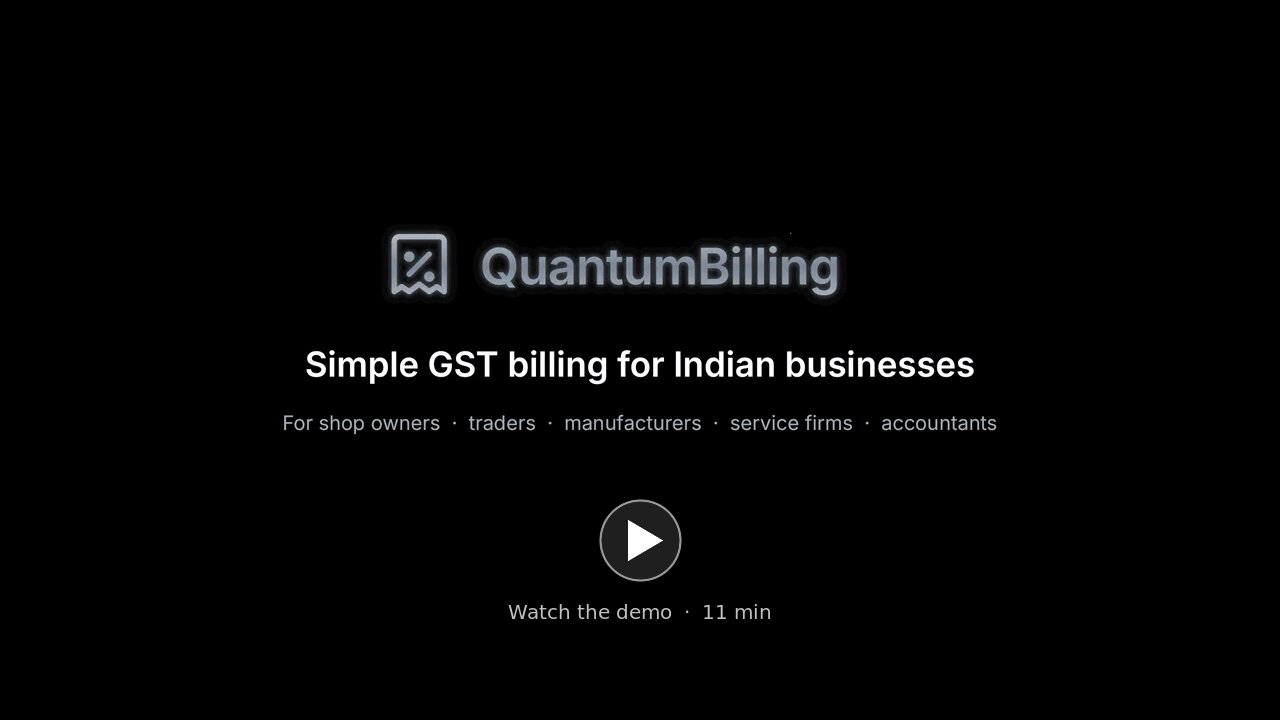 QuantumBilling
Simple GST billing for Indian businesses
For shop owners · traders · manufacturers · service firms · accountants
Watch the demo · 11 min